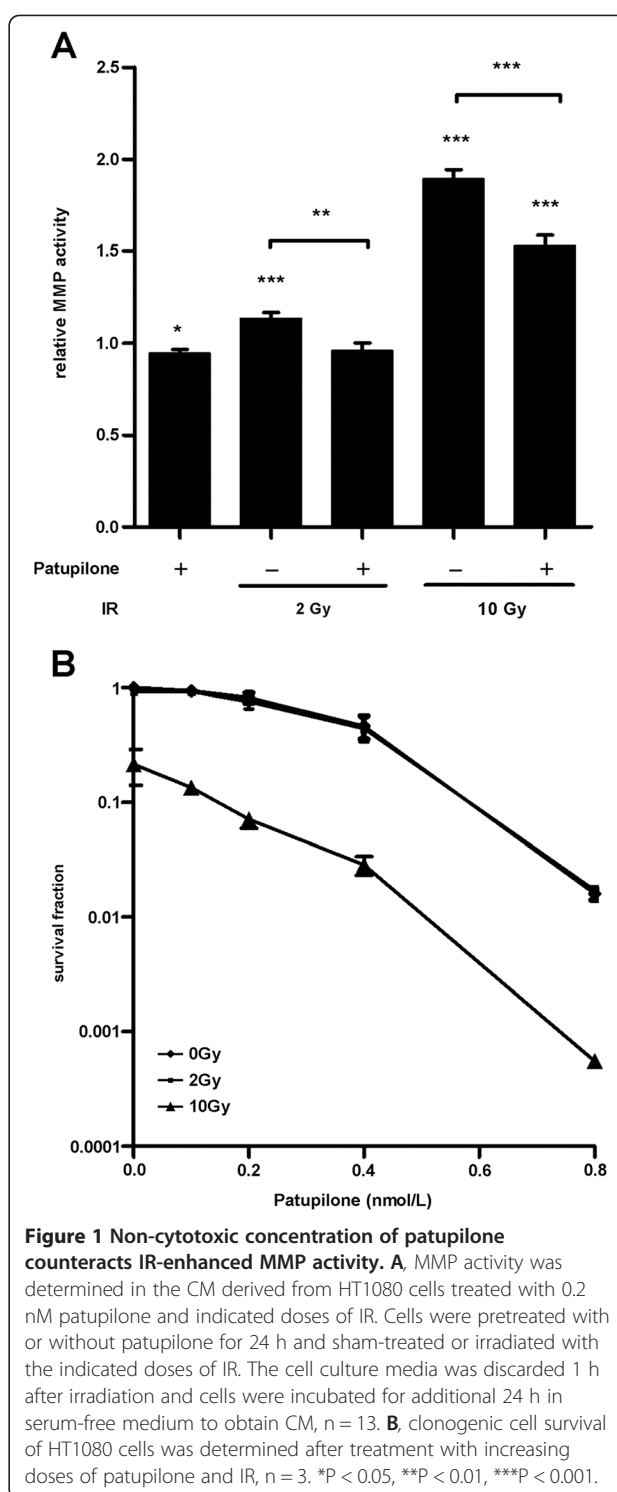 A
2.5
***
2.0
***
**
***
1.5
***
*
1.0
0.5
0.0
relative MMP activity
Patupilone + – + – +
IR 2 Gy 10 Gy
B
1
0.1
0.01
0.001
0.0001
survival fraction
0Gy
2Gy
10Gy
0.0 0.2 0.4 0.6 0.8
Patupilone (nmol/L)
Figure 1 Non-cytotoxic concentration of patupilone
counteracts IR-enhanced MMP activity. A, MMP activity was
determined in the CM derived from HT1080 cells treated with 0.2
nM patupilone and indicated doses of IR. Cells were pretreated with
or without patupilone for 24 h and sham-treated or irradiated with
the indicated doses of IR. The cell culture media was discarded 1 h
after irradiation and cells were incubated for additional 24 h in
serum-free medium to obtain CM, n = 13. B, clonogenic cell survival
of HT1080 cells was determined after treatment with increasing
doses of patupilone and IR, n = 3. *P < 0.05, **P < 0.01, ***P < 0.001.